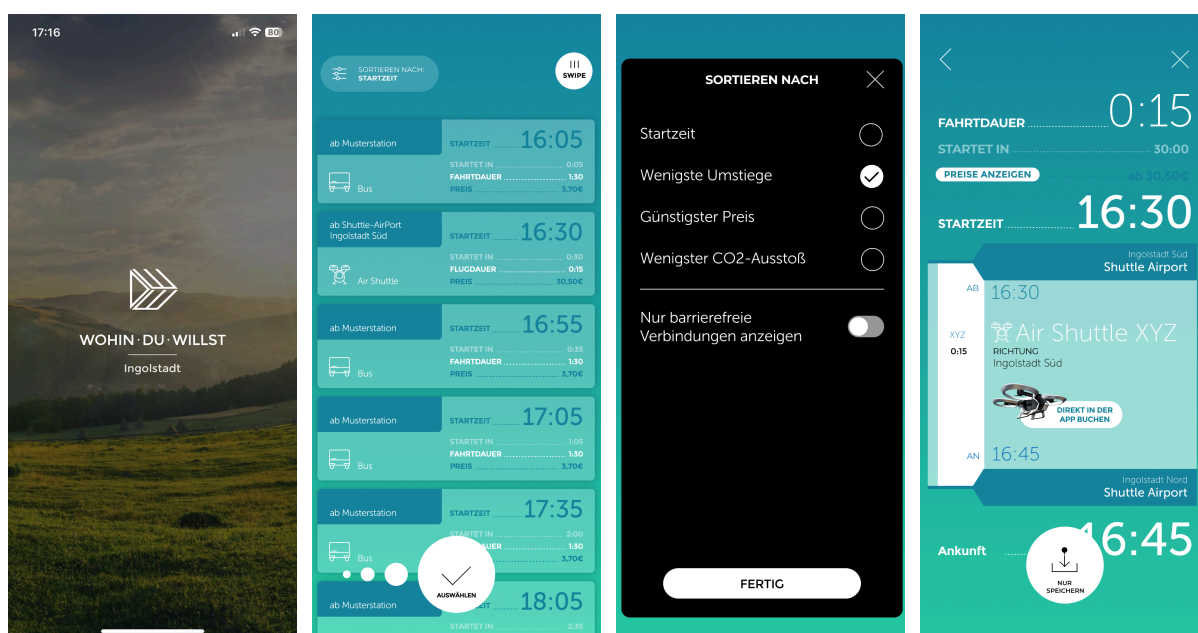 17:16
80
WOHIN·DU·WILLST
Ingolstadt
SORTIEREN NACH:
STARTZEIT
SWIPE
ab Musterstation
STARTZEIT 16:05
STARTET IN 0:05
FAHRTDAUER 1:30
Bus
PREIS 3,70€
ab Shuttle-AirPort
Ingolstadt Süd
STARTZEIT 16:30
STARTET IN 0:30
FLUGDAUER 0:15
Air Shuttle
PREIS 30,50€
ab Musterstation
STARTZEIT 16:55
STARTET IN 0:35
FAHRTDAUER 1:30
Bus
PREIS 3,70€
ab Musterstation
STARTZEIT 17:05
STARTET IN 1:05
FAHRTDAUER 1:30
Bus
PREIS 3,70€
ab Musterstation
STARTZEIT 17:35
STARTET IN 2:00
AUER 1:30
Bus
3,70€
AUSWÄHLEN
ab Musterstation
EIT 18:05
STARTET IN 2:35
SORTIEREN NACH
Startzeit
Wenigste Umstiege
Günstigster Preis
Wenigster CO2-Ausstoß
Nur barrierefreie
Verbindungen anzeigen
FERTIG
FAHRTDAUER 0:15
STARTET IN 30:00
PREISE ANZEIGEN ab 30,50€
STARTZEIT 16:30
Ingolstadt Süd
Shuttle Airport
AB 16:30
XYZ Air Shuttle XYZ
0:15 RICHTUNG
Ingolstadt Süd
DIREKT IN DER
APP BUCHEN
AN 16:45
Ingolstadt Nord
Shuttle Airport
Ankunft 16:45
NUR
SPEICHERN